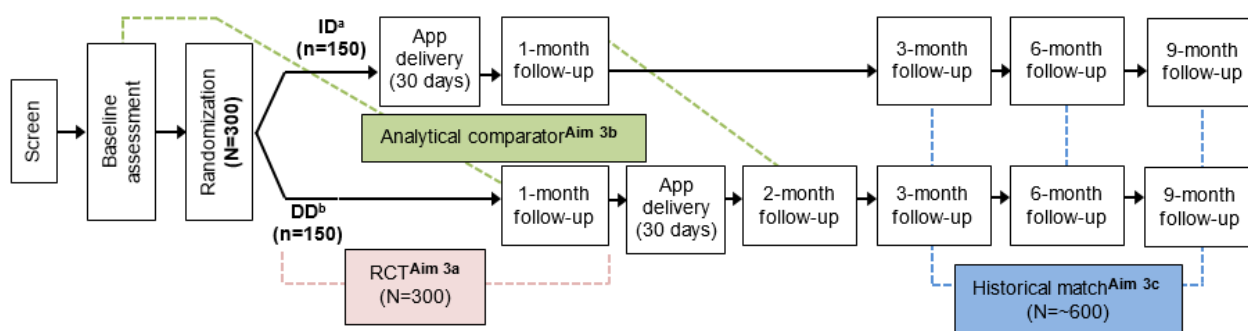 Screen
Baseline
assessment
Randomization
(N=300)
IDᵃ
(n=150)
App
delivery
(30 days)
1-month
follow-up
3-month
follow-up
6-month
follow-up
9-month
follow-up
Analytical comparatorAim 3b
DDᵇ
(n=150)
1-month
follow-up
App
delivery
(30 days)
2-month
follow-up
3-month
follow-up
6-month
follow-up
9-month
follow-up
RCTAim 3a
(N=300)
Historical matchAim 3c
(N=~600)